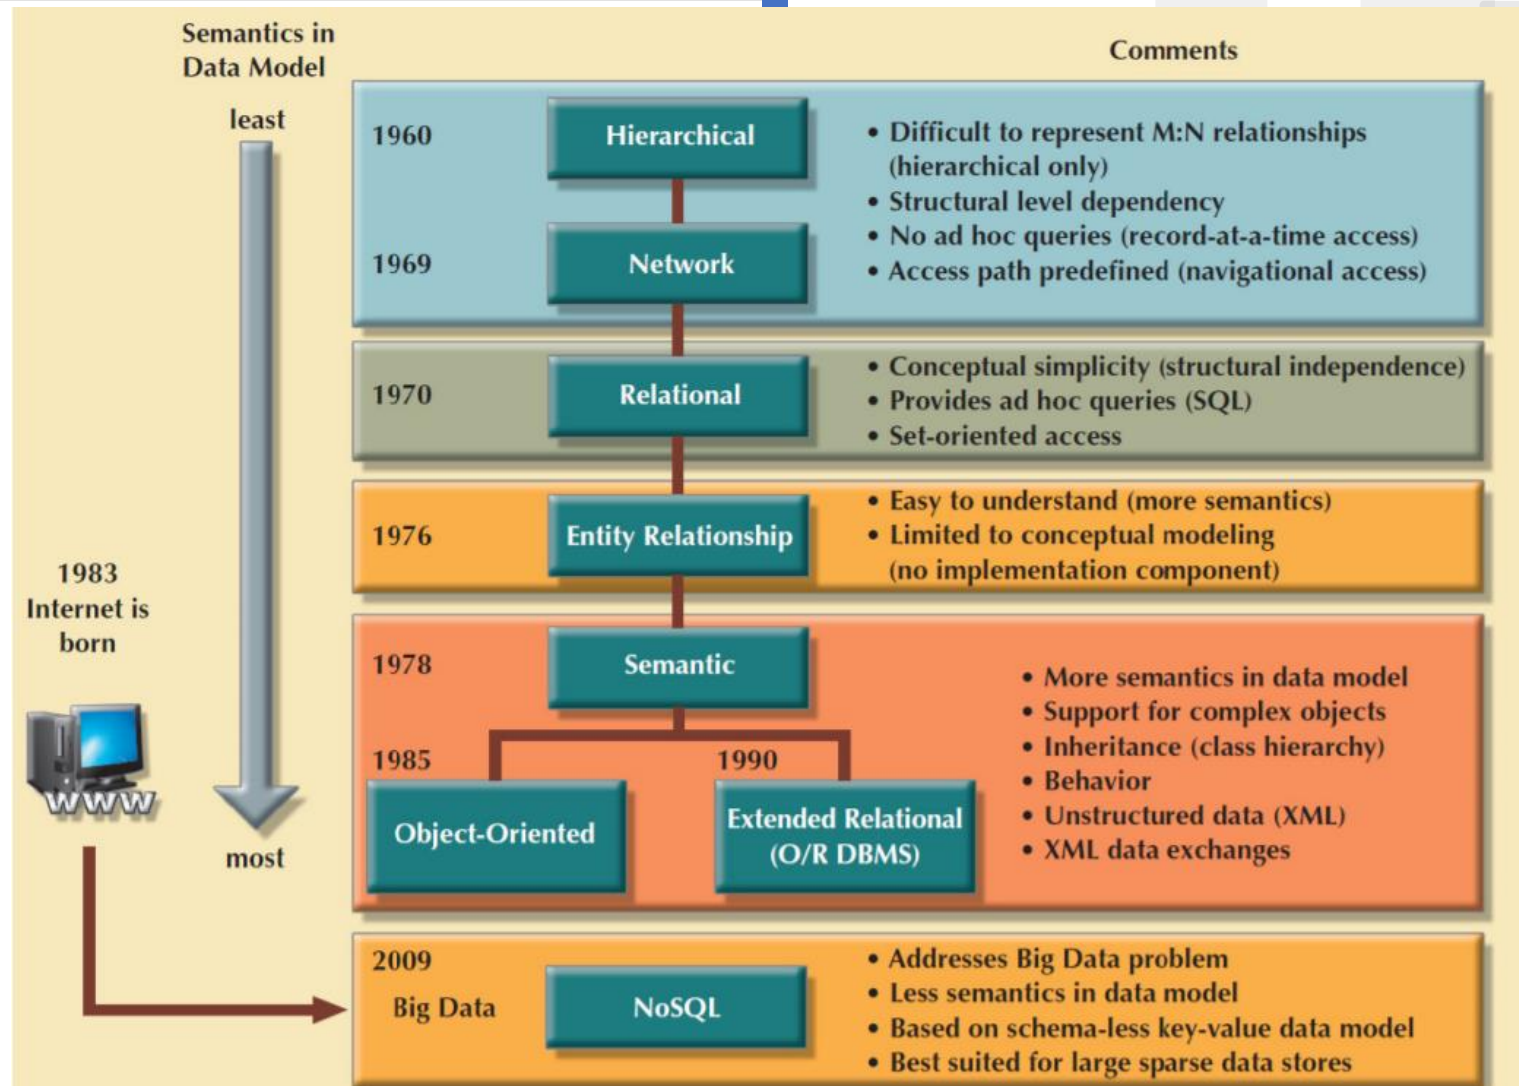 Semantics in
Data Model
Comments
least
1960
Hierarchical
• Difficult to represent M:N relationships
(hierarchical only)
• Structural level dependency
• No ad hoc queries (record-at-a-time access)
• Access path predefined (navigational access)
1969
Network
1970
Relational
• Conceptual simplicity (structural independence)
• Provides ad hoc queries (SQL)
• Set-oriented access
1976
Entity Relationship
• Easy to understand (more semantics)
• Limited to conceptual modeling
(no implementation component)
1983
Internet is
born
WWW
1978
Semantic
1985
Object-Oriented
1990
Extended Relational
(O/R DBMS)
• More semantics in data model
• Support for complex objects
• Inheritance (class hierarchy)
• Behavior
• Unstructured data (XML)
• XML data exchanges
most
2009
Big Data
NoSQL
• Addresses Big Data problem
• Less semantics in data model
• Based on schema-less key-value data model
• Best suited for large sparse data stores